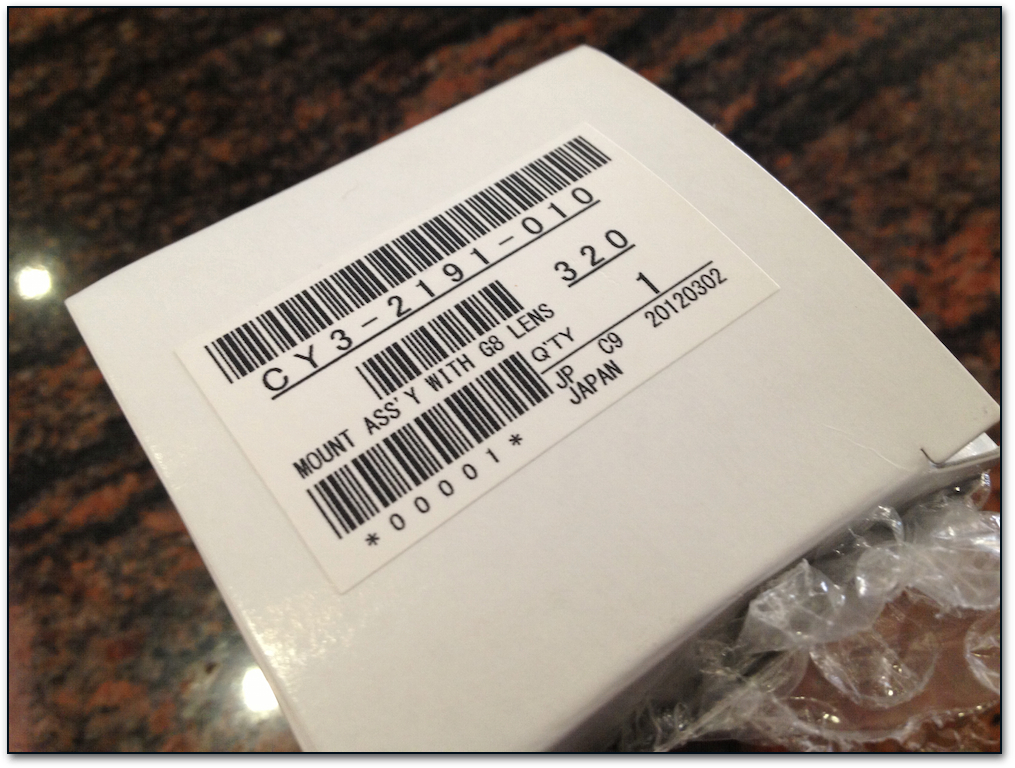 CY3-2191-010
320
MOUNT ASS'Y WITH G8 LENS
Q'TY 1
JP C9 20120302
JAPAN
*00001*